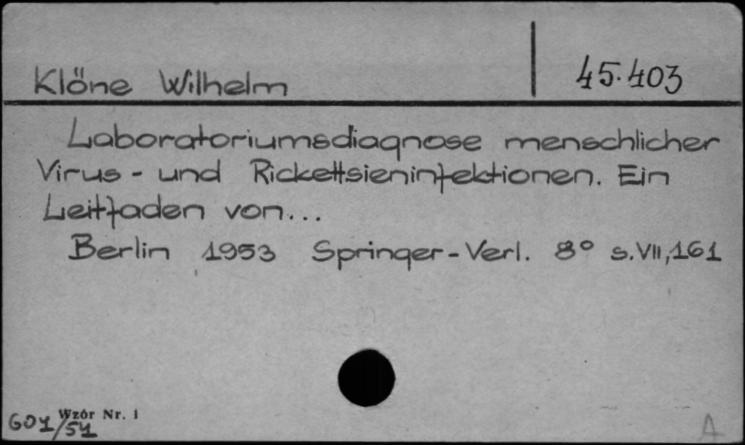 Klöne Wilhelm 45.403
Laboratoriumsdiagnose menschlicher
Virus - und Rickettsieninfektionen. Ein
Leitfaden von...
Berlin 1953 Springer-Verl. 8° s.VII,161
Wzór Nr. 1
601/54
A